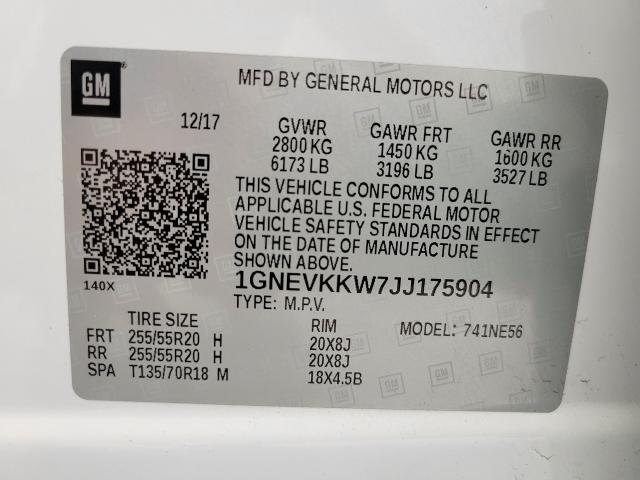 GM
MFD BY GENERAL MOTORS LLC
12/17
GVWR GAWR FRT GAWR RR
2800 KG 1450 KG 1600 KG
6173 LB 3196 LB 3527 LB
THIS VEHICLE CONFORMS TO ALL
APPLICABLE U.S. FEDERAL MOTOR
VEHICLE SAFETY STANDARDS IN EFFECT
ON THE DATE OF MANUFACTURE
SHOWN ABOVE.
140X
1GNEVKKW7JJ175904
TYPE: M.P.V.
MODEL: 741NE56
TIRE SIZE RIM
FRT 255/55R20 H 20X8J
RR 255/55R20 H 20X8J
SPA T135/70R18 M 18X4.5B